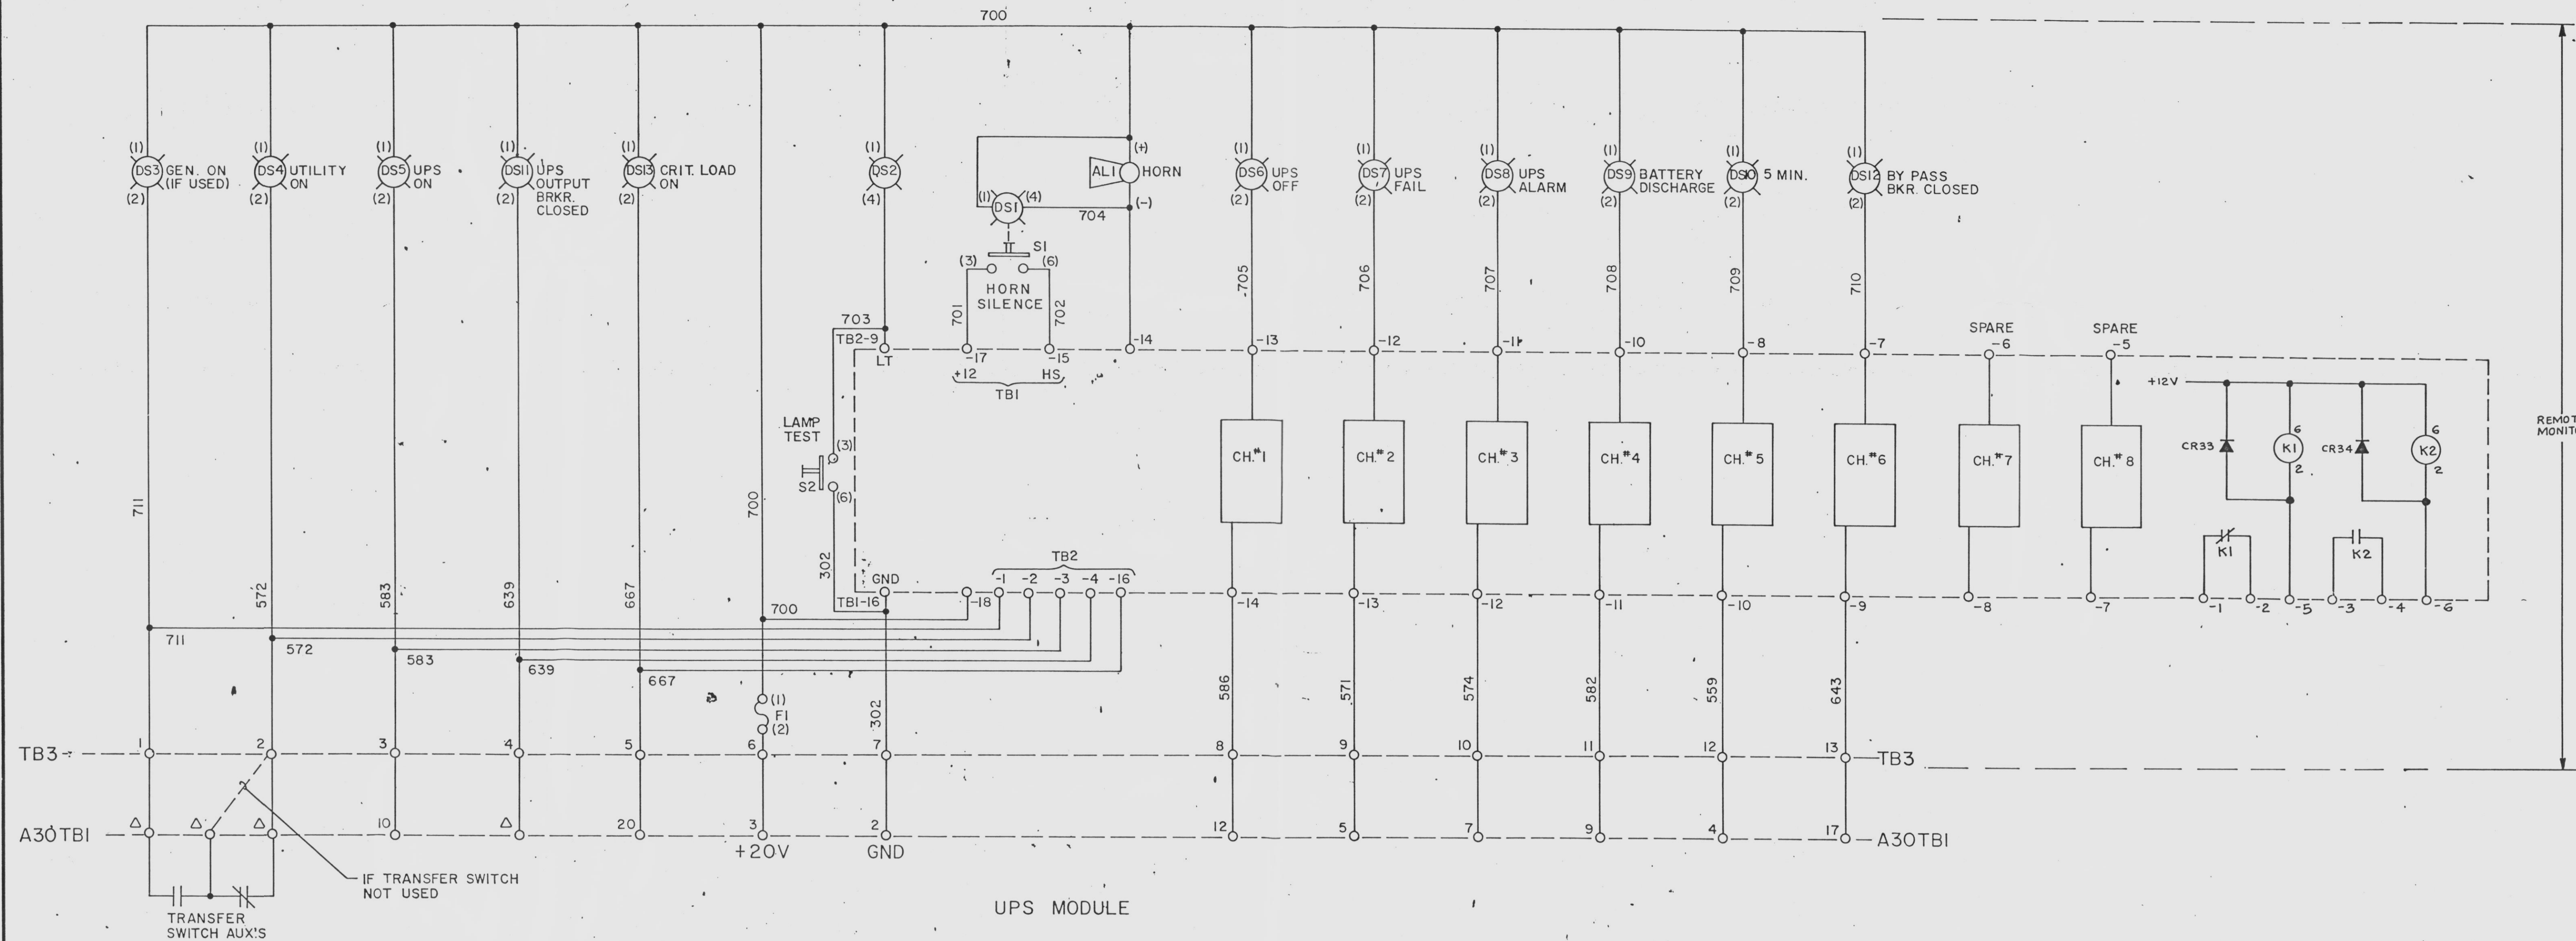 700
(1) (1) (1) (1) (1) (1) (+) (1) (1) (1) (1) (1) (1)
DS3 GEN. ON
(IF USED)
(2)
DS4 UTILITY
ON
(2)
DS5 UPS
ON
(2)
DS11 UPS
OUTPUT
BRKR.
CLOSED
(2)
DS13 CRIT. LOAD
ON
(2)
DS2
(4)
AL1 HORN
(-)
(1) DS1 (4)
704
DS6 UPS
OFF
(2)
DS7 UPS
FAIL
(2)
DS8 UPS
ALARM
(2)
DS9 BATTERY
DISCHARGE
(2)
DS10 5 MIN.
(2)
DS12 BY PASS
BKR. CLOSED
(2)
S1
(3) (6)
HORN
SILENCE
701 702
705 706 707 708 709 710
703
TB2-9
LT
-17 -15 -14 -13 -12 -11 -10 -8 -7
SPARE
-6
SPARE
-5
+12 HS
TB1
+12V
REMOT
MONIT
LAMP
TEST
(3)
S2
(6)
CH.#1 CH.#2 CH.#3 CH.#4 CH.#5 CH.#6 CH.#7 CH.#8
CR33 6 K1 2
CR34 6 K2 2
K1 K2
711 572 583 639 667 700 302
TB2
GND -1 -2 -3 -4 -16
TB1-16 -18 -14 -13 -12 -11 -10 -9 -8 -7 -1 -2 -5 -3 -4 -6
700
711
572
583
639
667
(1)
F1
(2)
302
586 571 574 582 559 643
TB3- 1 2 3 4 5 6 7 8 9 10 11 12 13 TB3
A30TB1 Δ Δ Δ 10 Δ 20 3 2 12 5 7 9 4 17 A30TB1
+20V GND
IF TRANSFER SWITCH
NOT USED
TRANSFER
SWITCH AUX'S
UPS MODULE